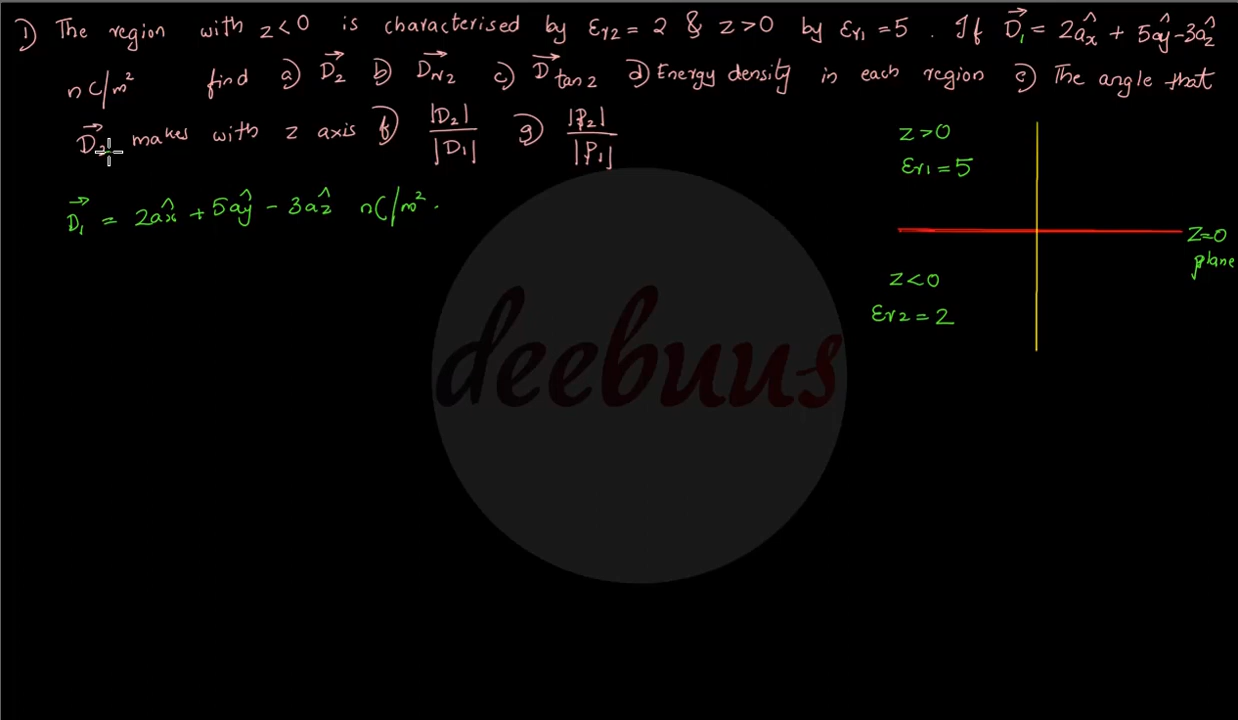 1) The region with z<0 is characterised by εr2 = 2 & z>0 by εr1 = 5 . If D⃗1 = 2âx + 5ây - 3âz
nC/m² find a) D⃗2 b) D⃗N2 c) D⃗tan2 d) Energy density in each region e) The angle that
D⃗2 makes with z axis f) |D2|/|D1| g) |P2|/|P1|
z>0
εr1 = 5
D⃗1 = 2âx + 5ây - 3âz nC/m².
z=0
plane
z<0
εr2 = 2
deebuus